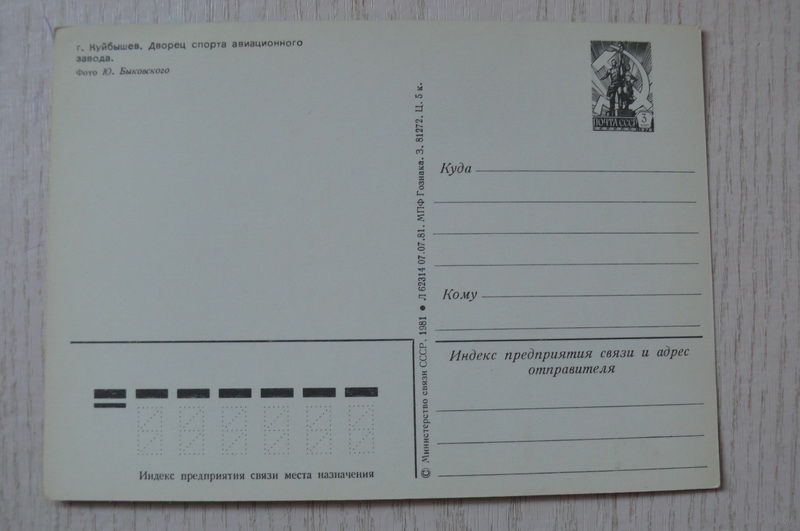 г. Куйбышев. Дворец спорта авиационного
завода.
Фото Ю. Быковского
© Министерство связи СССР, 1981 ● Л 62314 07.07.81. МПФ Гознака. З. 81272. Ц. 5 к.
ПОЧТА СССР 3
Куда
Кому
Индекс предприятия связи и адрес
отправителя
Индекс предприятия связи места назначения